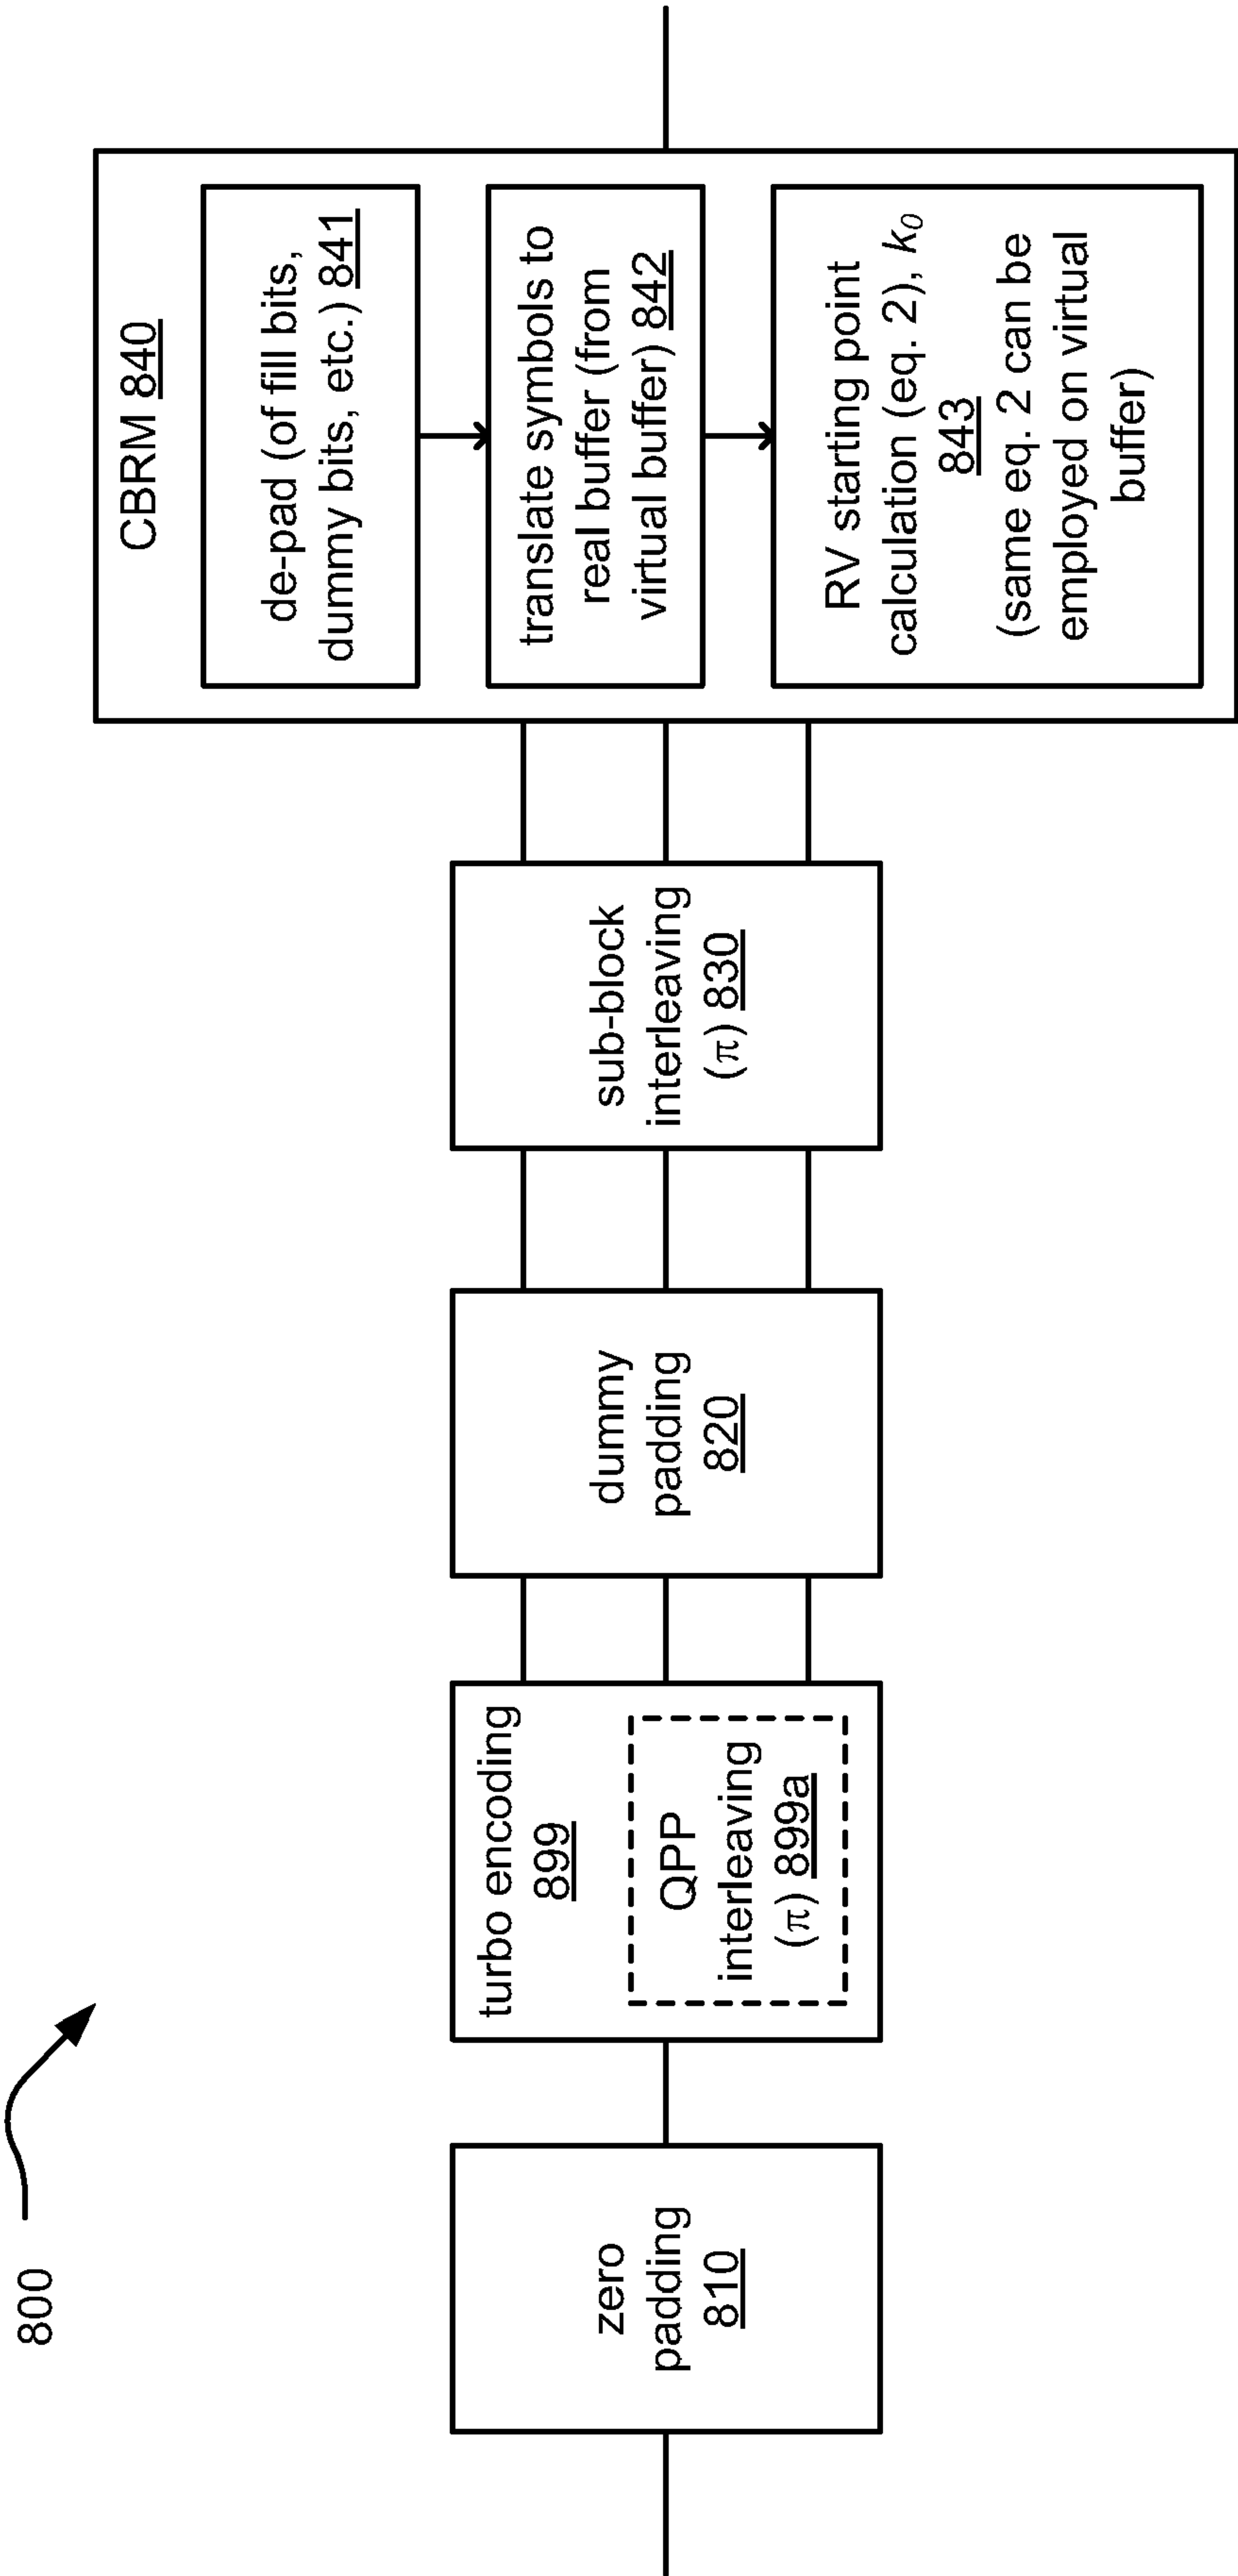 800
zero
padding
810
turbo encoding
899
QPP
interleaving
(π) 899a
dummy
padding
820
sub-block
interleaving
(π) 830
CBRM 840
de-pad (of fill bits,
dummy bits, etc.) 841
translate symbols to
real buffer (from
virtual buffer) 842
RV starting point
calculation (eq. 2), k₀
843
(same eq. 2 can be
employed on virtual
buffer)